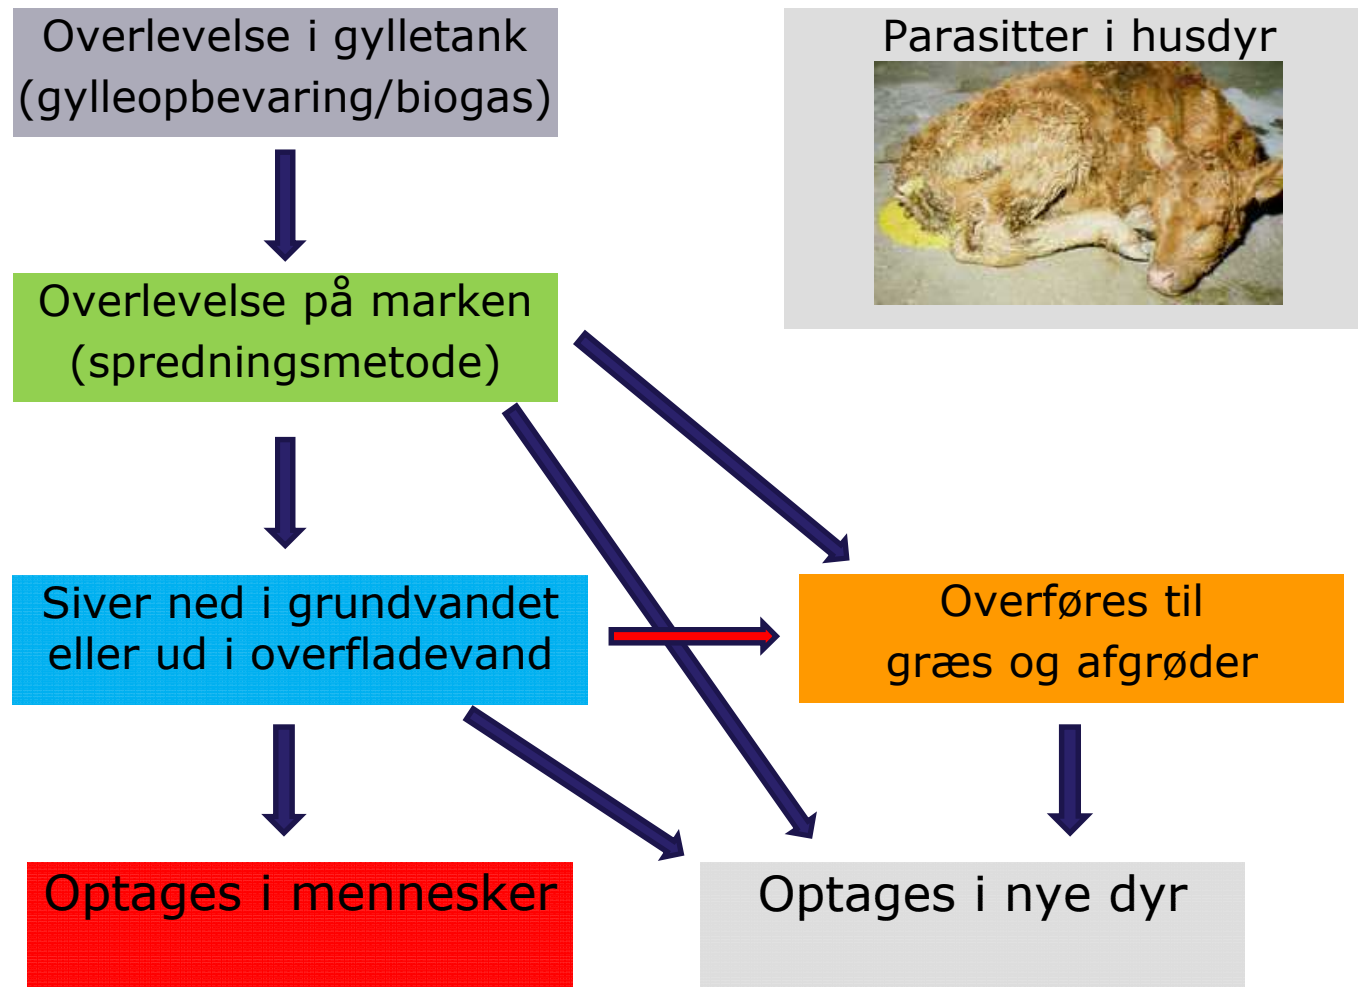 Overlevelse i gylletank
(gylleopbevaring/biogas)
Parasitter i husdyr
Overlevelse på marken
(spredningsmetode)
Siver ned i grundvandet
eller ud i overfladevand
Overføres til
græs og afgrøder
Optages i mennesker
Optages i nye dyr